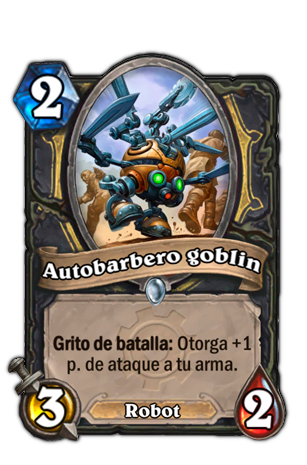 2
Autobarbero goblin
Grito de batalla: Otorga +1
p. de ataque a tu arma.
3
Robot
2